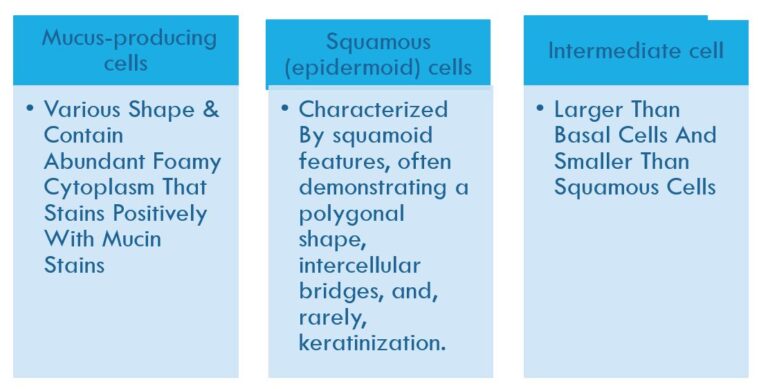 Mucus-producing
cells
• Various Shape &
Contain
Abundant Foamy
Cytoplasm That
Stains Positively
With Mucin
Stains
Squamous
(epidermoid) cells
• Characterized
By squamoid
features, often
demonstrating a
polygonal
shape,
intercellular
bridges, and,
rarely,
keratinization.
Intermediate cell
• Larger Than
Basal Cells And
Smaller Than
Squamous Cells